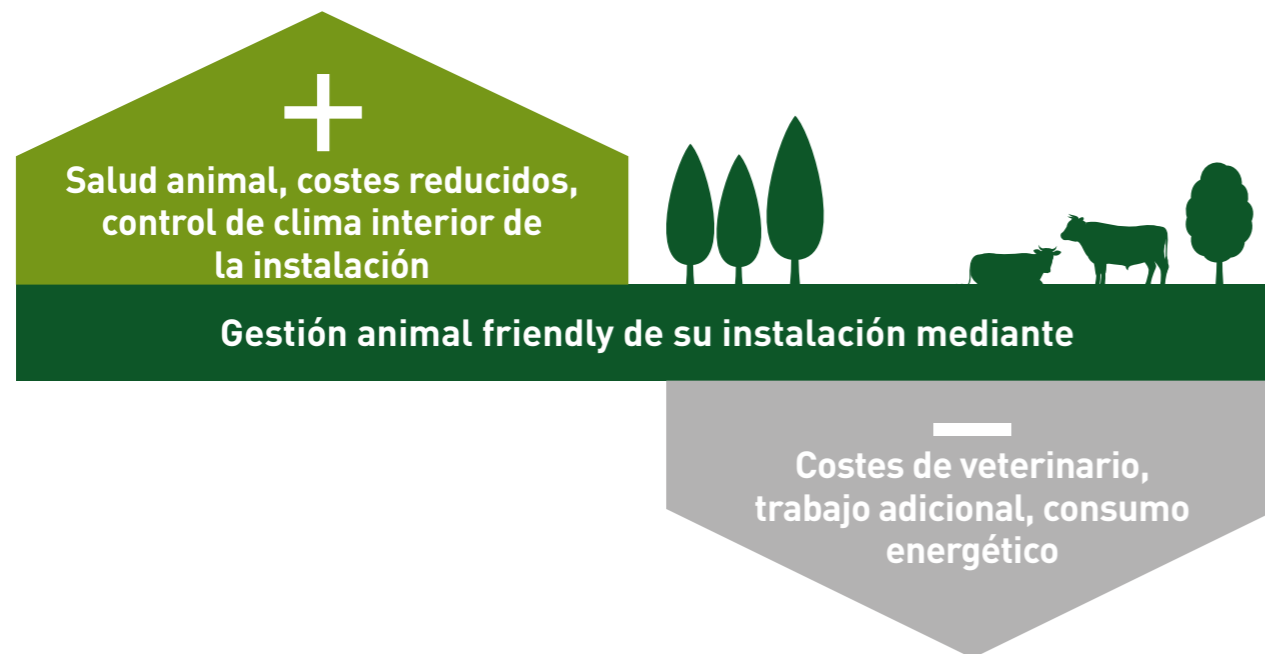 +
Salud animal, costes reducidos,
control de clima interior de
la instalación
Gestión animal friendly de su instalación mediante
–
Costes de veterinario,
trabajo adicional, consumo
energético